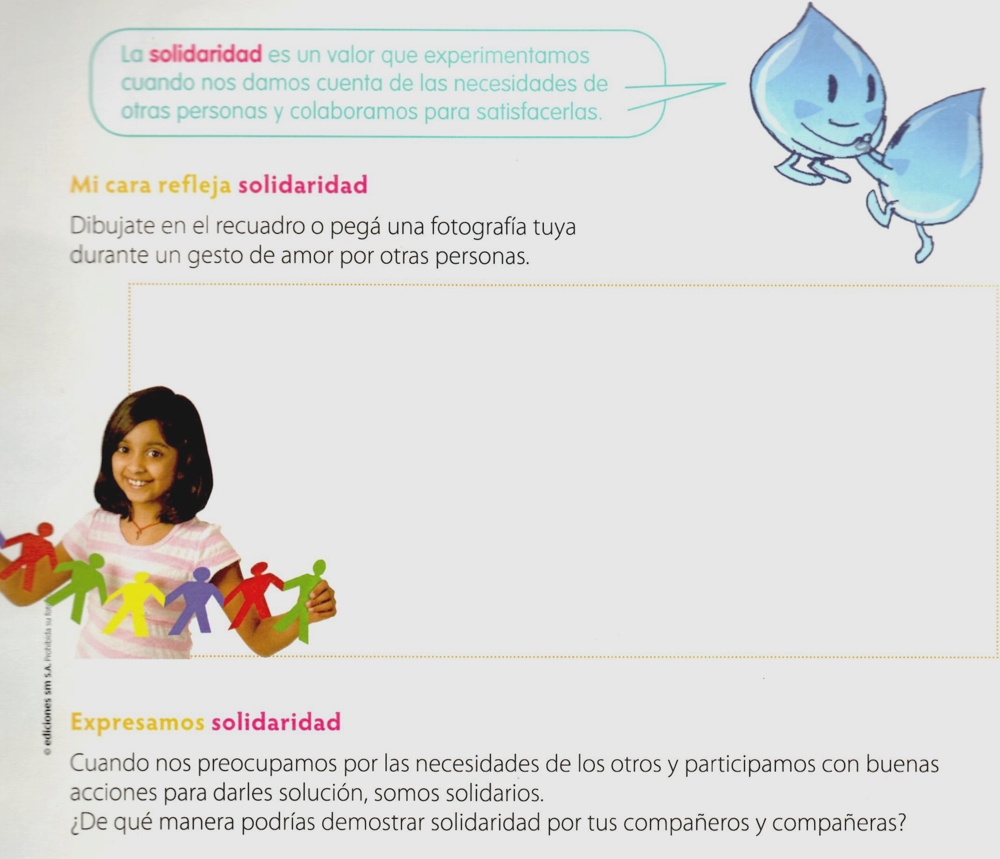 La solidaridad es un valor que experimentamos
cuando nos damos cuenta de las necesidades de
otras personas y colaboramos para satisfacerlas.
Mi cara refleja solidaridad
Dibujate en el recuadro o pegá una fotografía tuya
durante un gesto de amor por otras personas.
© ediciones sm S.A. Prohibida su
Expresamos solidaridad
Cuando nos preocupamos por las necesidades de los otros y participamos con buenas
acciones para darles solución, somos solidarios.
¿De qué manera podrías demostrar solidaridad por tus compañeros y compañeras?